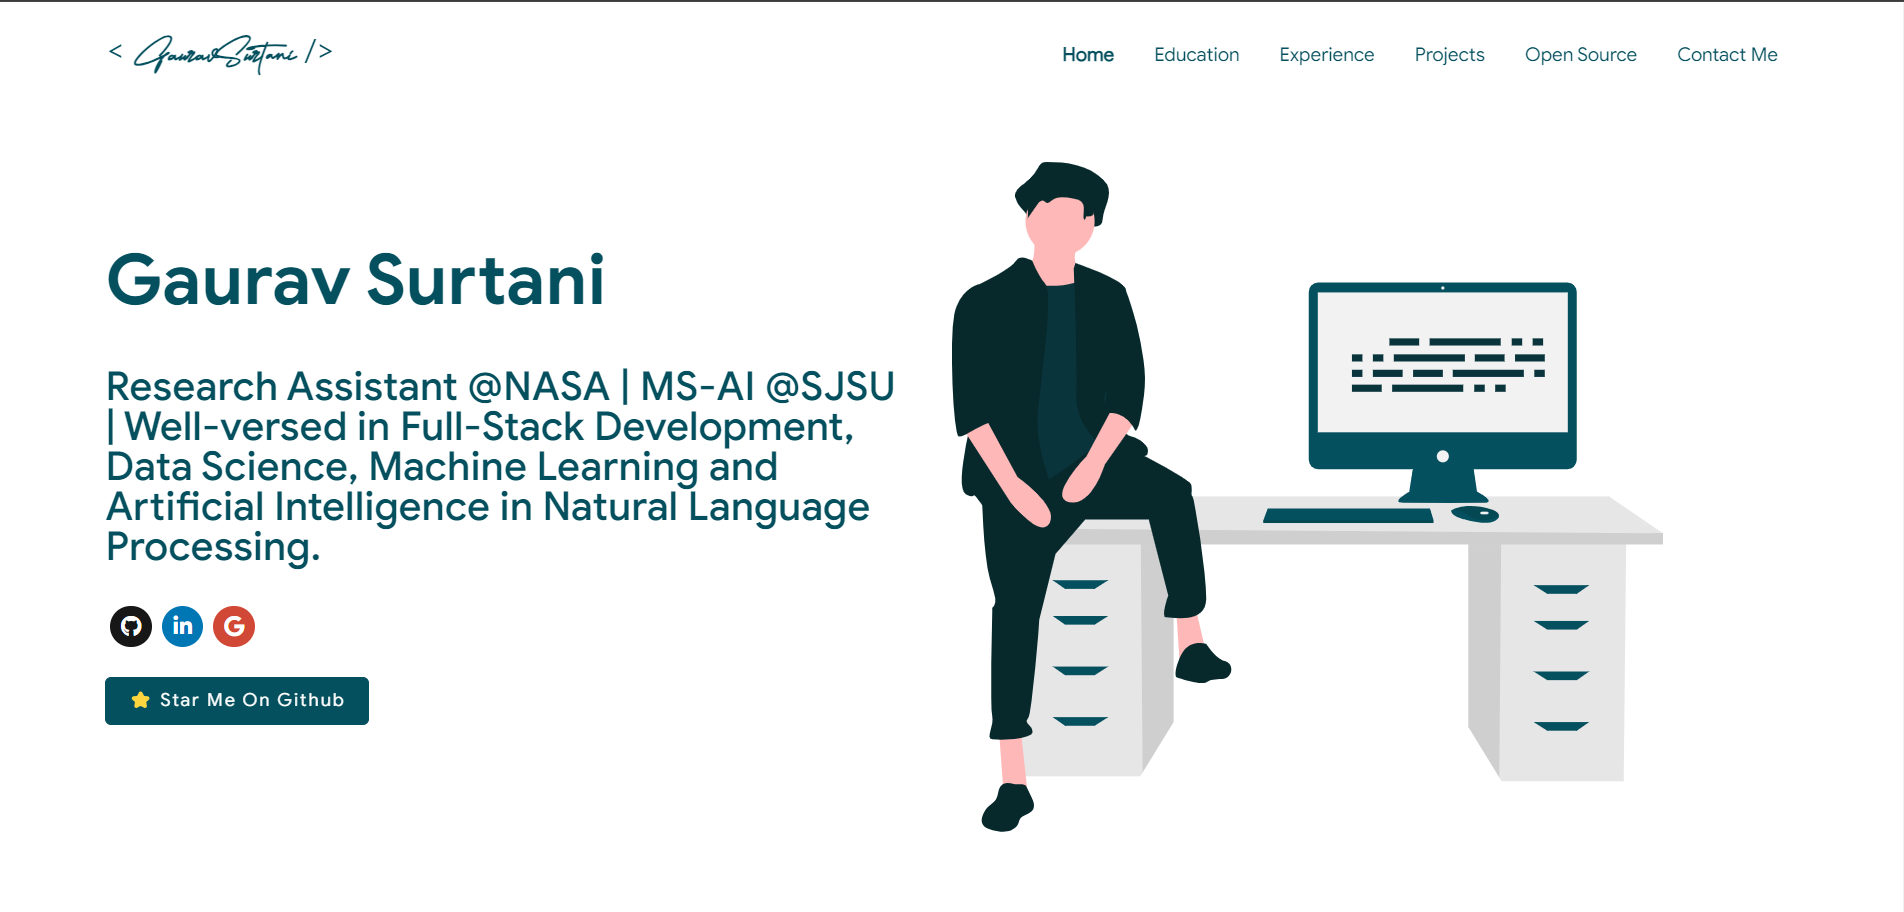 < GauravSurtani />
Home
Education
Experience
Projects
Open Source
Contact Me
Gaurav Surtani
Research Assistant @NASA | MS-AI @SJSU
| Well-versed in Full-Stack Development,
Data Science, Machine Learning and
Artificial Intelligence in Natural Language
Processing.
in
G
Star Me On Github